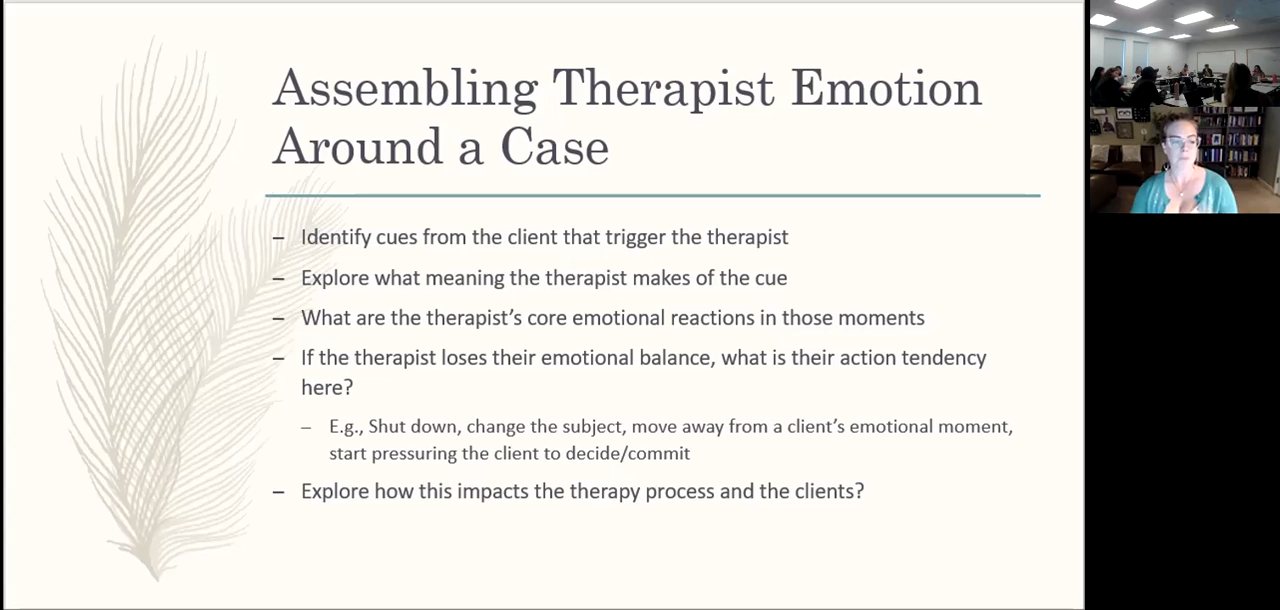 Assembling Therapist Emotion
Around a Case
– Identify cues from the client that trigger the therapist
– Explore what meaning the therapist makes of the cue
– What are the therapist’s core emotional reactions in those moments
– If the therapist loses their emotional balance, what is their action tendency
here?
– E.g., Shut down, change the subject, move away from a client’s emotional moment,
start pressuring the client to decide/commit
– Explore how this impacts the therapy process and the clients?